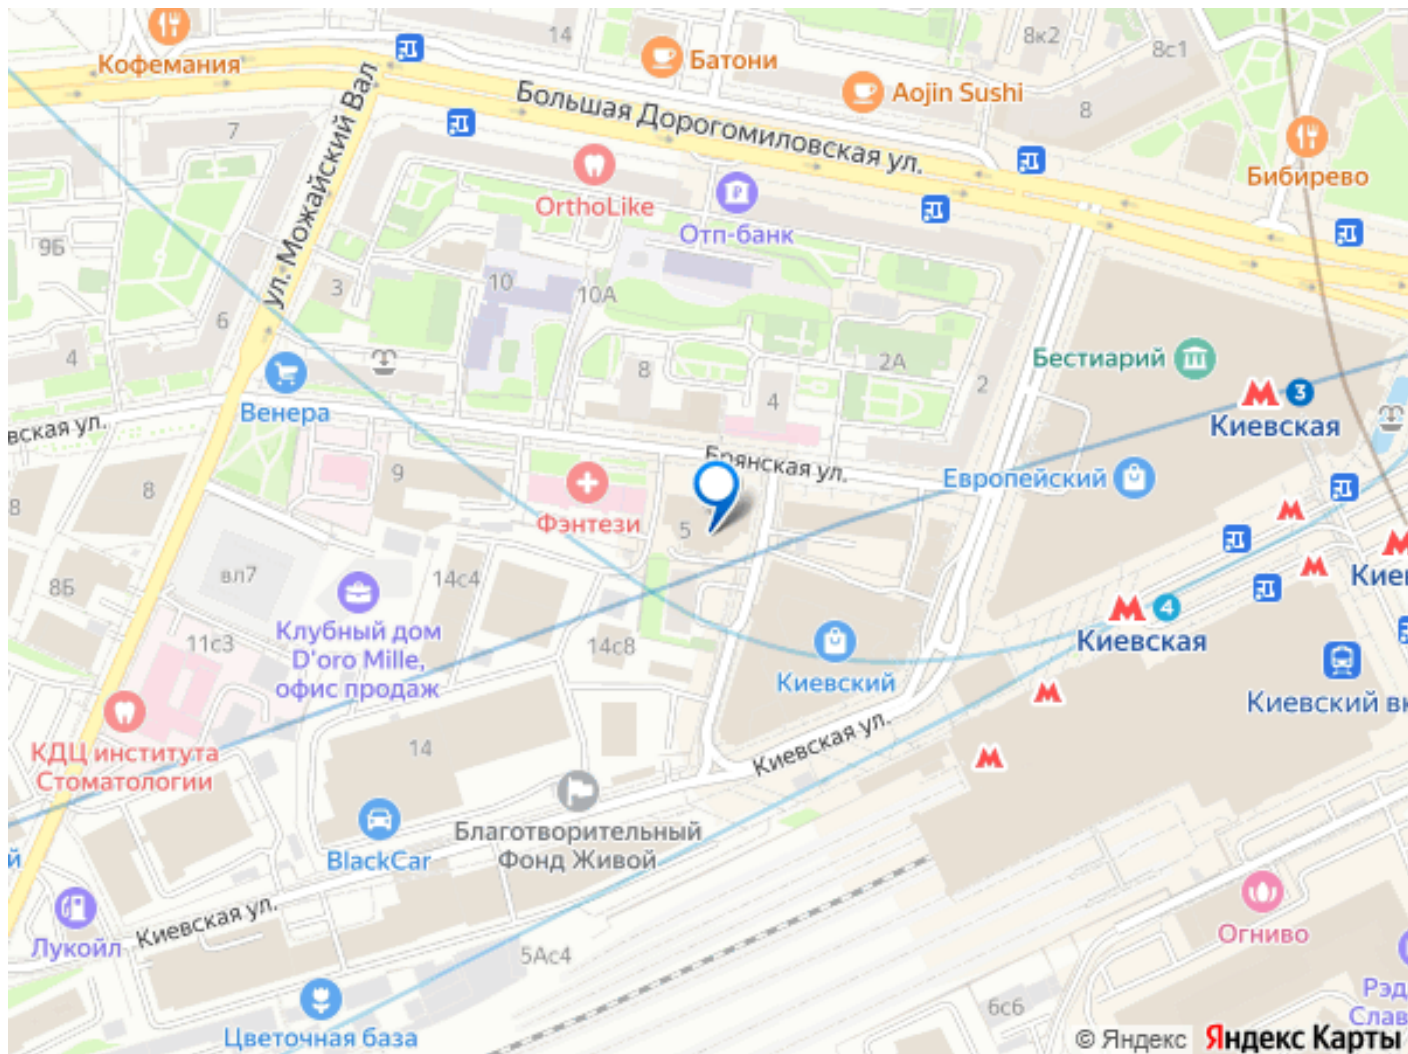 Кофемания
14
Батони
8к2
8с1
Aojin Sushi
8
Большая Дорогомиловская ул.
ул. Можайский Вал
7
OrthoLike
Отп-банк
Бибирево
9Б
3
10
10А
6
4
Венера
8
2А
2
4
Бестиарий
3
Киевская
вская ул.
Брянская ул.
Европейский
9
8
8
Фэнтези
5
вл7
14с4
8Б
Клубный дом
D'oro Mille,
офис продаж
11с3
14с8
Киевский
4
Киевская
Кие
Киевский вк
КДЦ института
Стоматологии
14
Киевская ул.
Благотворительный
Фонд Живой
BlackCar
й
Лукойл
Киевская ул.
5Ас4
Огниво
Цветочная база
6с6
Рэд
Слав
© Яндекс Яндекс Карты